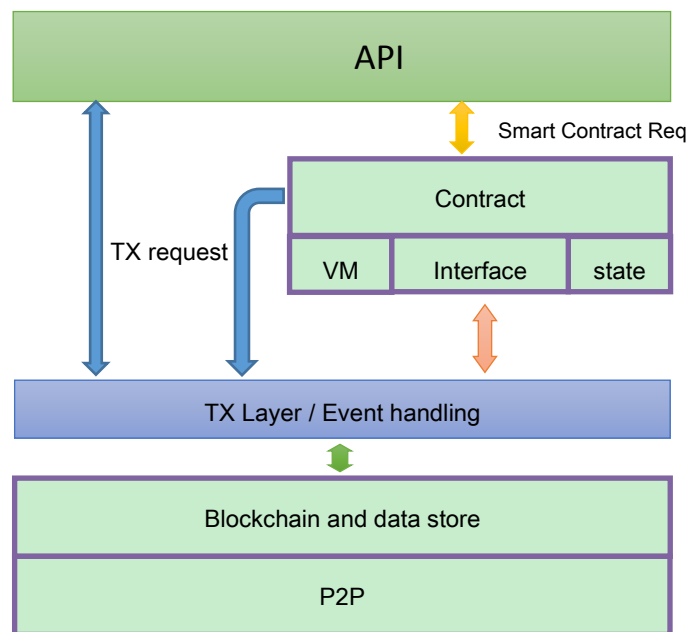 API
Smart Contract Req
Contract
TX request
VM
Interface
state
TX Layer / Event handling
Blockchain and data store
P2P